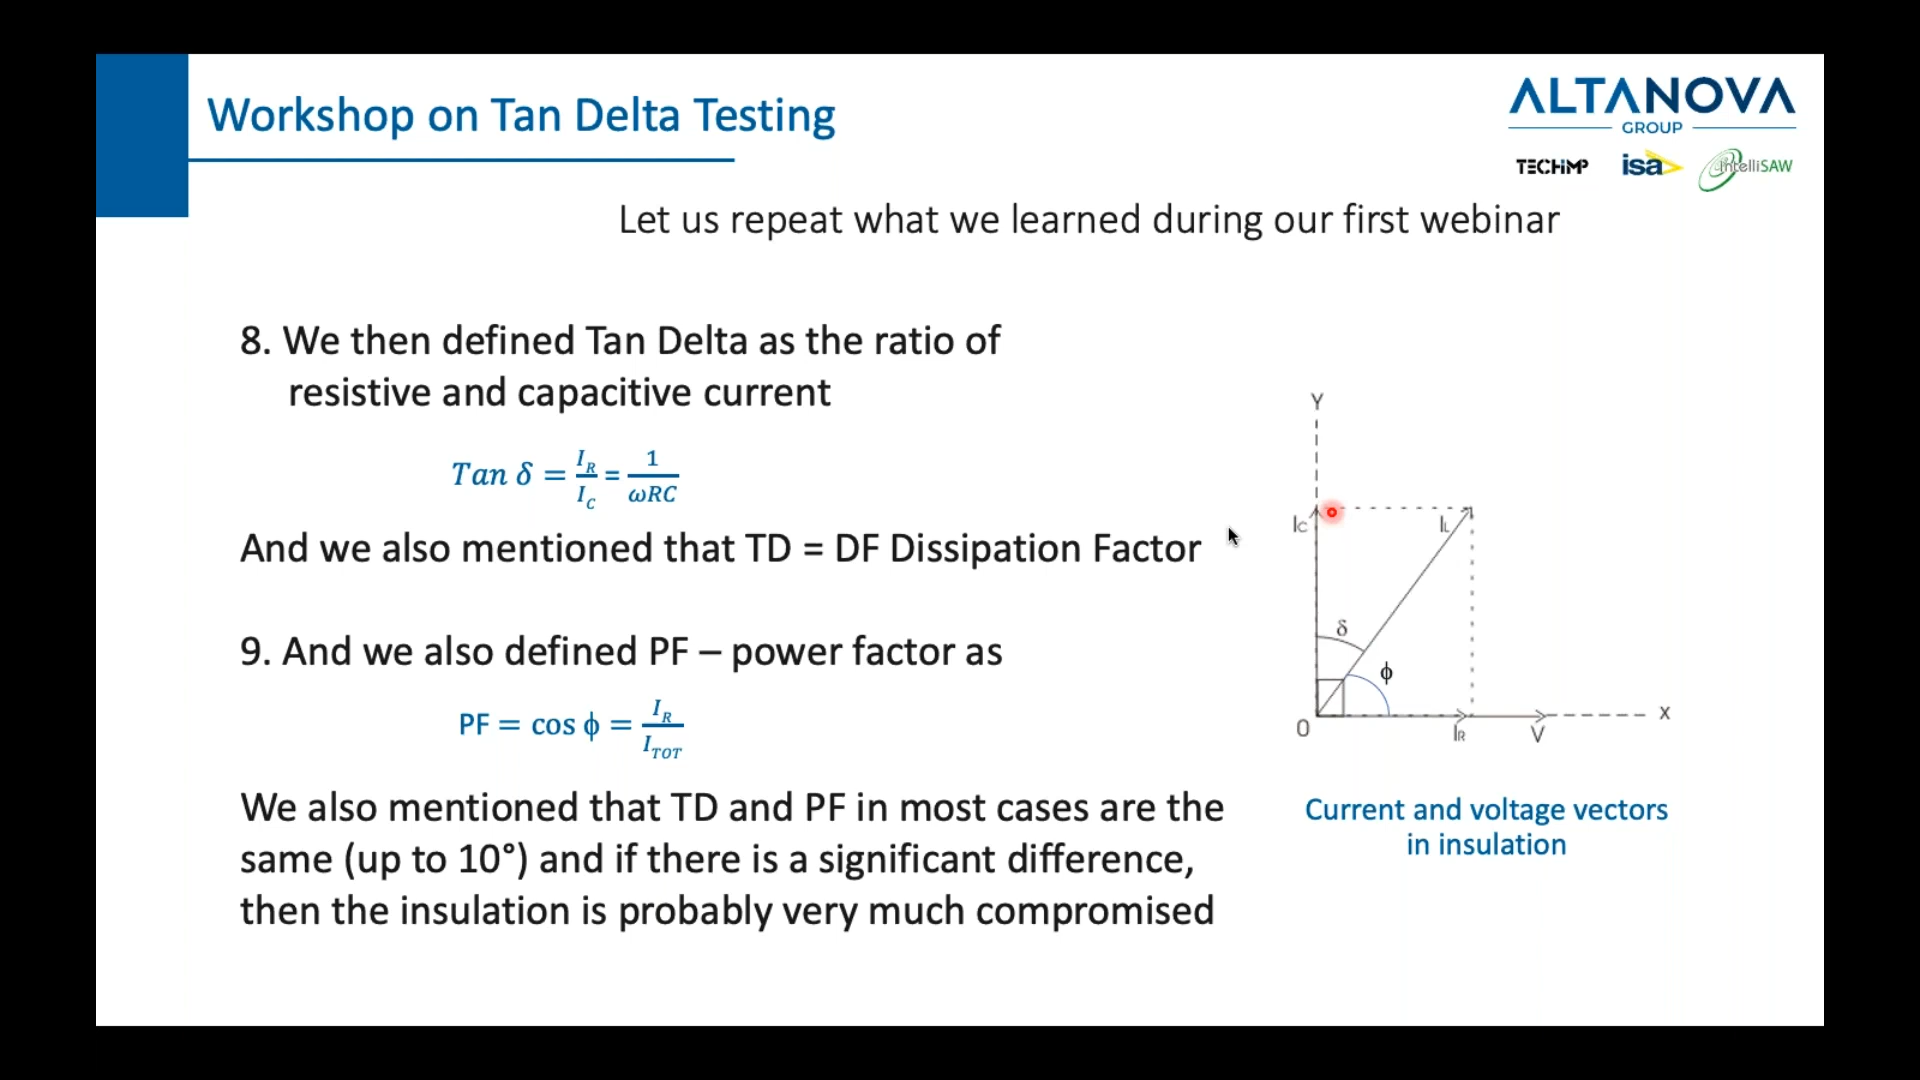 Workshop on Tan Delta Testing
ALTANOVA
GROUP
TECHIMP
isa
IntelliSAW
Let us repeat what we learned during our first webinar
8. We then defined Tan Delta as the ratio of
resistive and capacitive current
Tan δ = I_R / I_C = 1 / ωRC
And we also mentioned that TD = DF Dissipation Factor
9. And we also defined PF – power factor as
PF = cos ϕ = I_R / I_TOT
We also mentioned that TD and PF in most cases are the
same (up to 10°) and if there is a significant difference,
then the insulation is probably very much compromised
Y
IC
IL
δ
ϕ
O
IR
V
X
Current and voltage vectors
in insulation